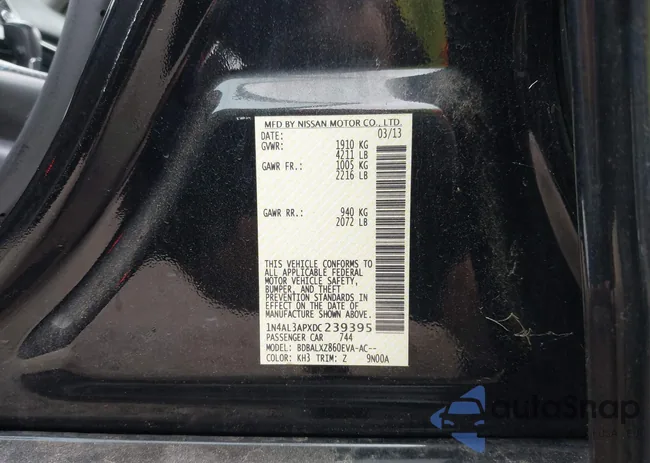 MFD BY NISSAN MOTOR CO., LTD.
DATE: 03/13
GVWR: 1910 KG
4211 LB
GAWR FR.: 1005 KG
2216 LB
GAWR RR.: 940 KG
2072 LB
THIS VEHICLE CONFORMS TO
ALL APPLICABLE FEDERAL
MOTOR VEHICLE SAFETY,
BUMPER, AND THEFT
PREVENTION STANDARDS IN
EFFECT ON THE DATE OF
MANUFACTURE SHOWN ABOVE.
1N4AL3APXDC239395
PASSENGER CAR 744
MODEL: BDBALXZ860EVA-AC--
COLOR: KH3 TRIM: Z 9N00A
autoSnap